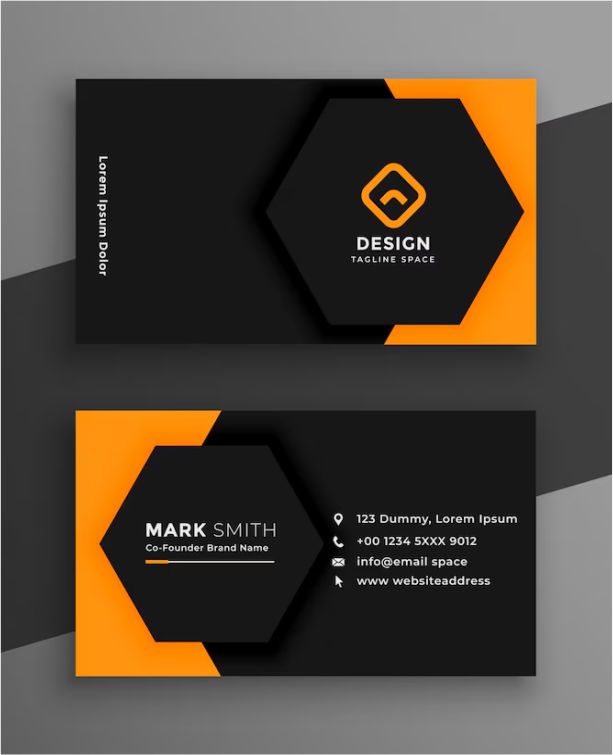 Lorem Ipsum Dolor
DESIGN
TAGLINE SPACE
MARK SMITH
Co-Founder Brand Name
123 Dummy, Lorem Ipsum
+00 1234 5XXX 9012
info@email space
www websiteaddress